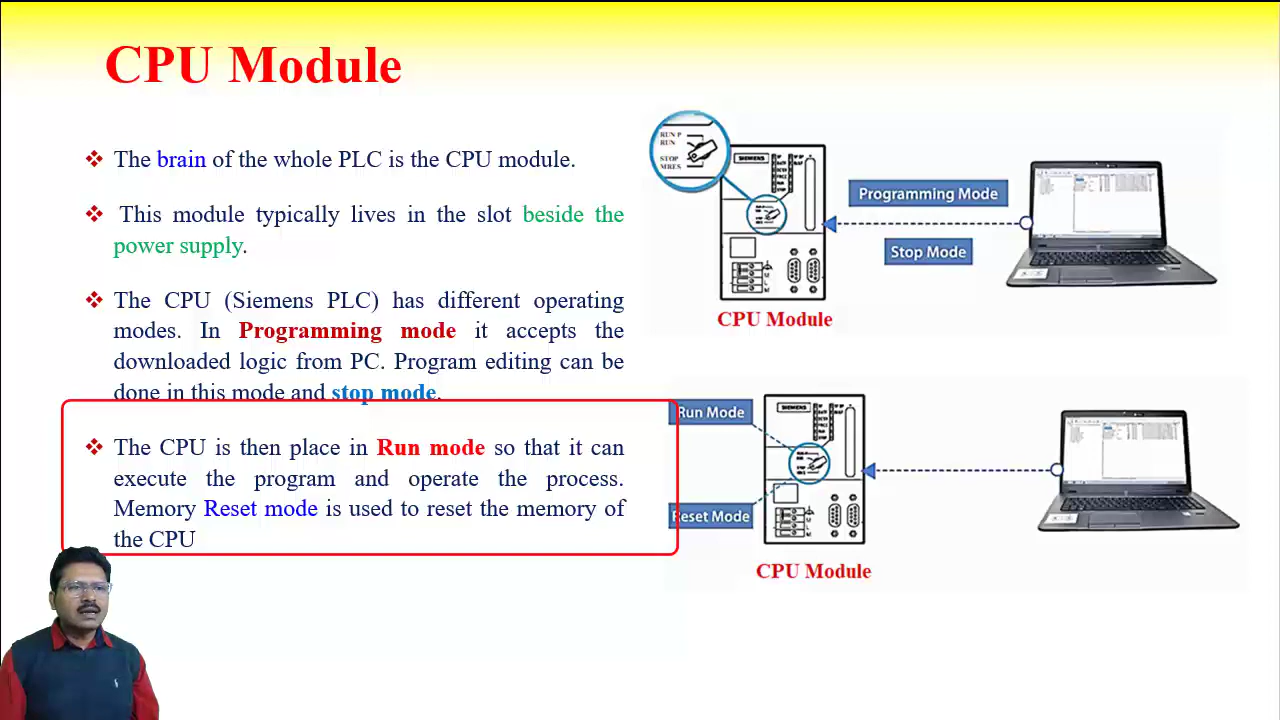 CPU Module
❖ The brain of the whole PLC is the CPU module.
❖ This module typically lives in the slot beside the
power supply.
❖ The CPU (Siemens PLC) has different operating
modes. In Programming mode it accepts the
downloaded logic from PC. Program editing can be
done in this mode and stop mode.
❖ The CPU is then place in Run mode so that it can
execute the program and operate the process.
Memory Reset mode is used to reset the memory of
the CPU
RUN P
RUN
STOP
MRES
SIEMENS
Programming Mode
Stop Mode
CPU Module
Run Mode
SIEMENS
Reset Mode
CPU Module